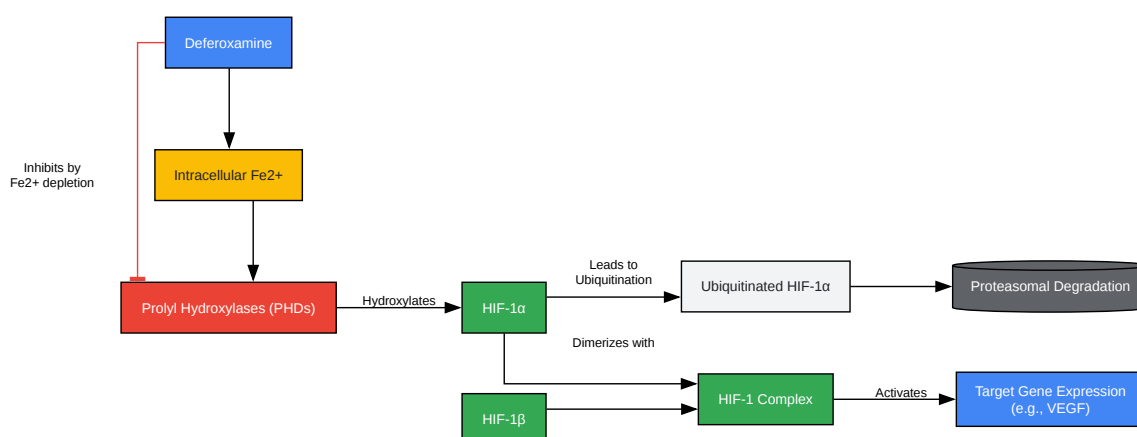 Deferoxamine
Inhibits by
Fe2+ depletion
Intracellular Fe2+
Prolyl Hydroxylases (PHDs)
Hydroxylates
HIF-1α
Leads to
Ubiquitination
Ubiquitinated HIF-1α
Proteasomal Degradation
Dimerizes with
HIF-1β
HIF-1 Complex
Activates
Target Gene Expression
(e.g., VEGF)